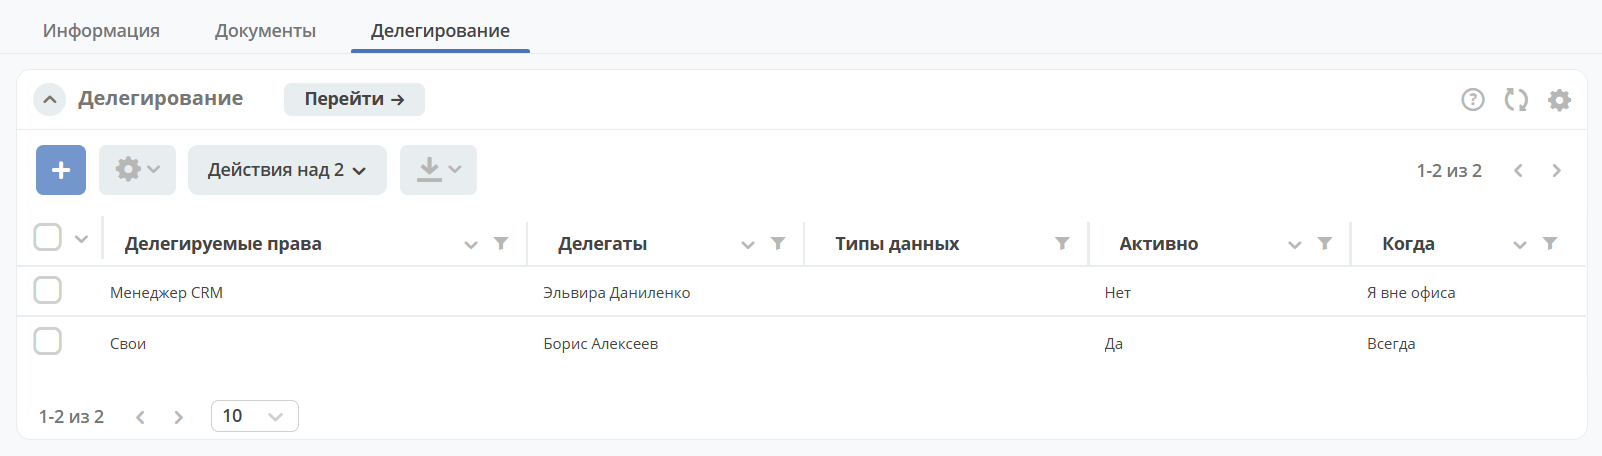 Информация Документы Делегирование
Делегирование Перейти →
Действия над 2 1-2 из 2
Делегируемые права Делегаты Типы данных Активно Когда
Менеджер CRM Эльвира Даниленко Нет Я вне офиса
Свои Борис Алексеев Да Всегда
1-2 из 2 10